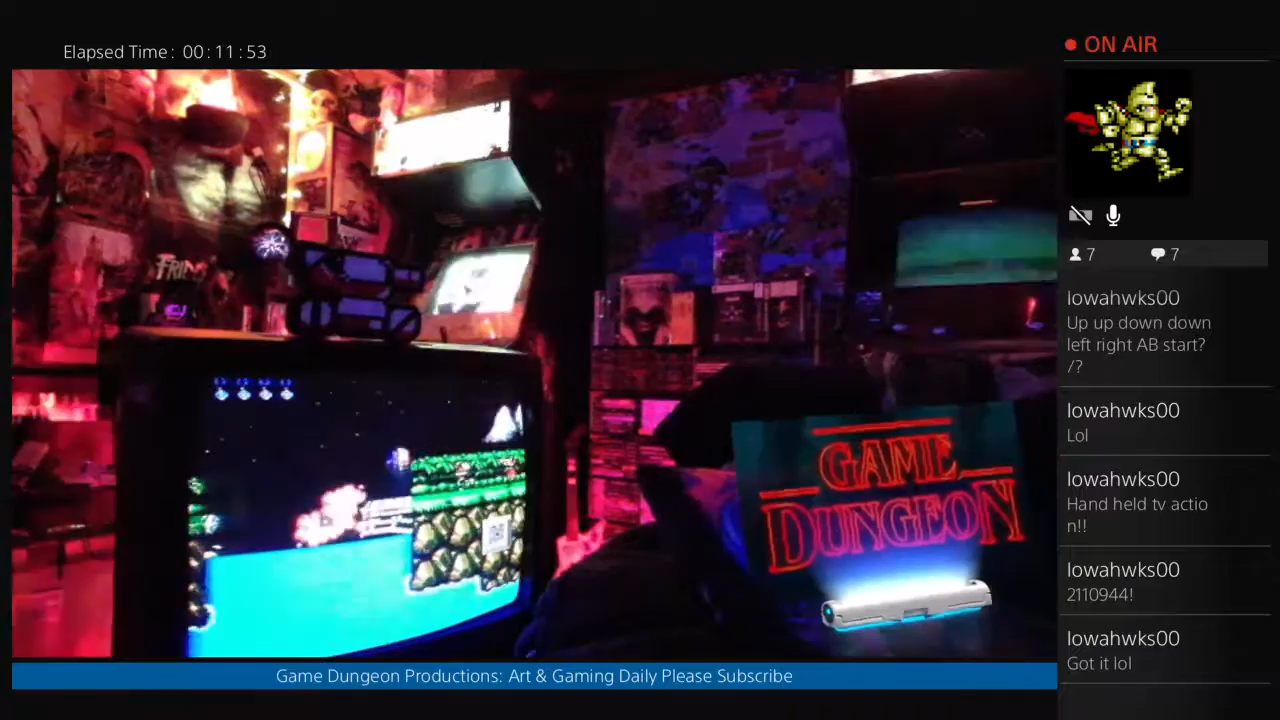 Elapsed Time: 00:11:53
ON AIR
7
7
FRI
GAME
DUNGEON
Iowahwks00
Up up down down
left right AB start?
/?
Iowahwks00
Lol
Iowahwks00
Hand held tv actio
n!!
Iowahwks00
2110944!
Iowahwks00
Got it lol
Game Dungeon Productions: Art & Gaming Daily Please Subscribe